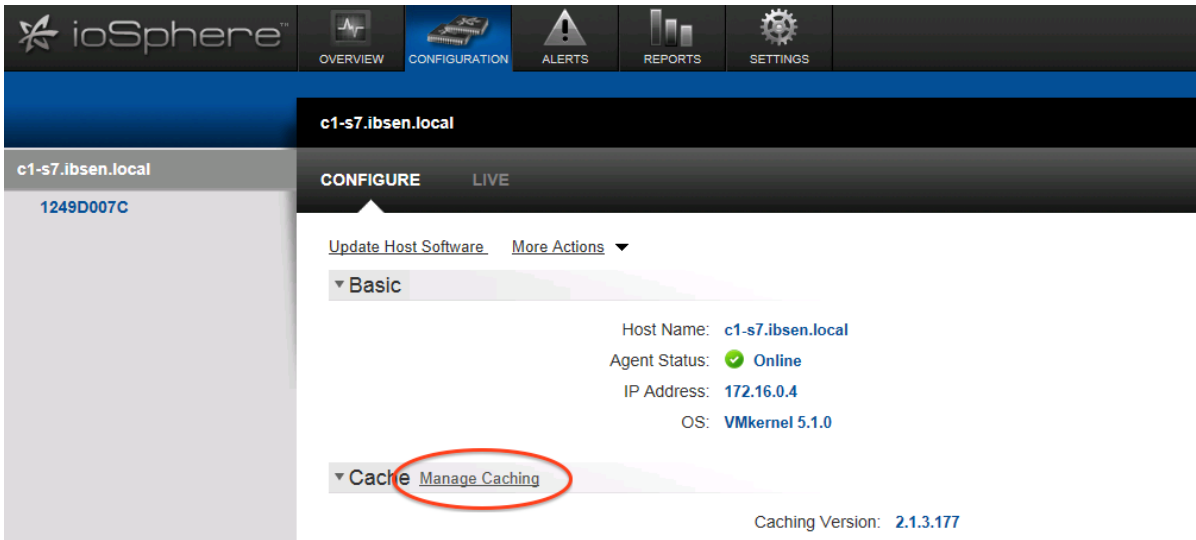 ioSphere™
OVERVIEW CONFIGURATION ALERTS REPORTS SETTINGS
c1-s7.ibsen.local
c1-s7.ibsen.local
1249D007C
CONFIGURE LIVE
Update Host Software More Actions
Basic
Host Name: c1-s7.ibsen.local
Agent Status: Online
IP Address: 172.16.0.4
OS: VMkernel 5.1.0
Cache Manage Caching
Caching Version: 2.1.3.177